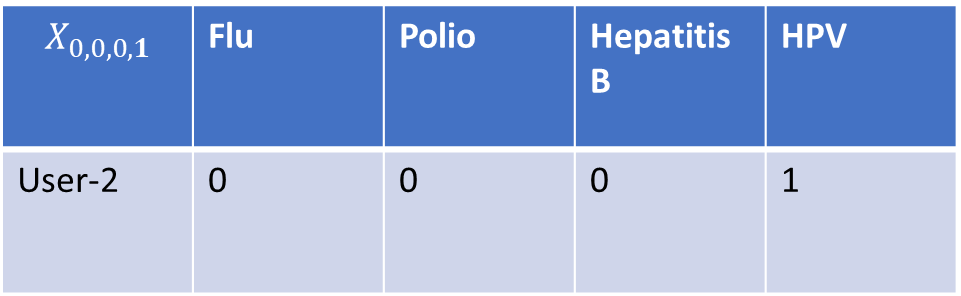 X0,0,0,1 Flu Polio Hepatitis B HPV
User-2 0 0 0 1